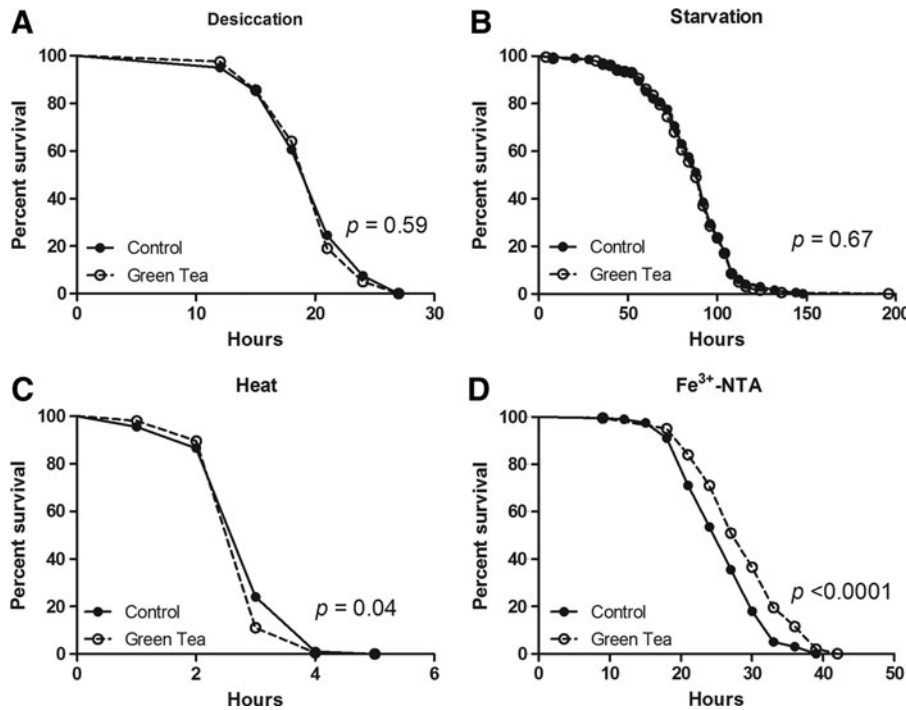 A
Desiccation
Percent survival
100
80
60
40
20
0
Control
Green Tea
p = 0.59
0
10
20
30
Hours
B
Starvation
Percent survival
100
80
60
40
20
0
Control
Green Tea
p = 0.67
0
50
100
150
200
Hours
C
Heat
Percent survival
100
80
60
40
20
0
Control
Green Tea
p = 0.04
0
2
4
6
Hours
D
Fe³⁺-NTA
Percent survival
100
80
60
40
20
0
Control
Green Tea
p <0.0001
0
10
20
30
40
50
Hours